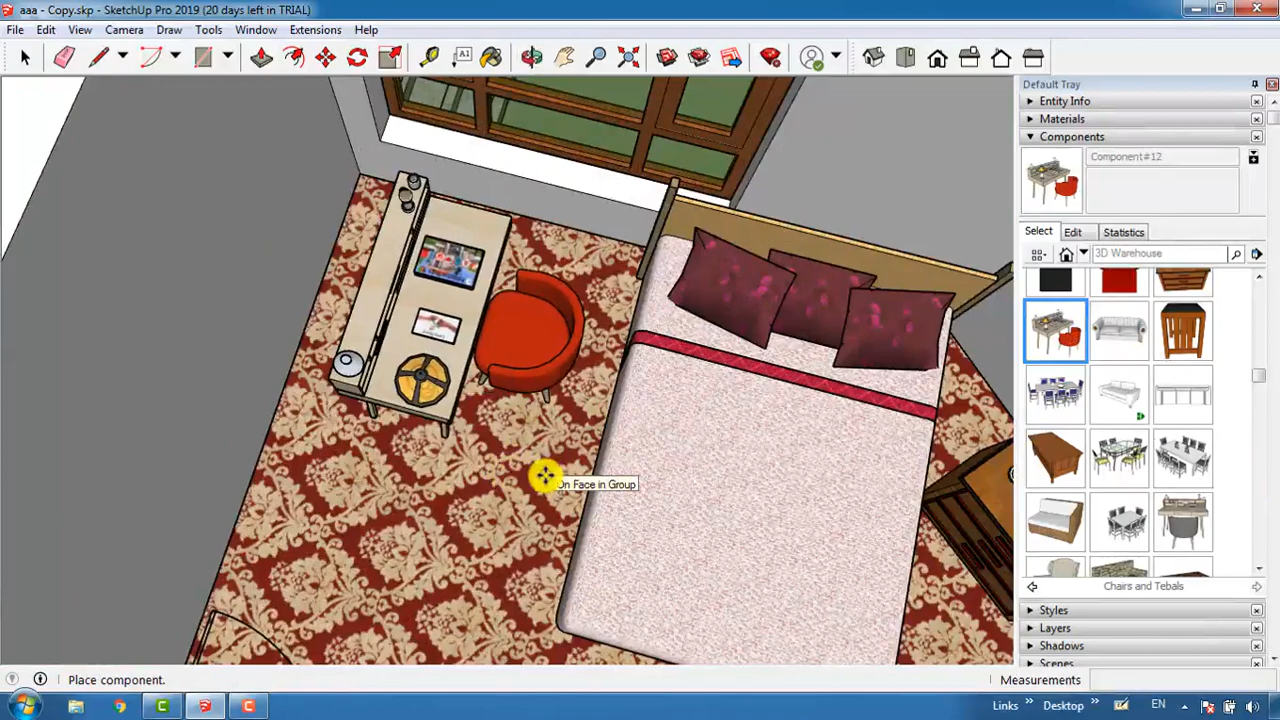 aaa - Copy.skp - SketchUp Pro 2019 (20 days left in TRIAL)
File Edit View Camera Draw Tools Window Extensions Help
Default Tray
Entity Info
Materials
Components
Component#12
Select Edit Statistics
3D Warehouse
On Face in Group
Chairs and Tebals
Styles
Layers
Shadows
Scenes
Place component.
Measurements
Links Desktop EN